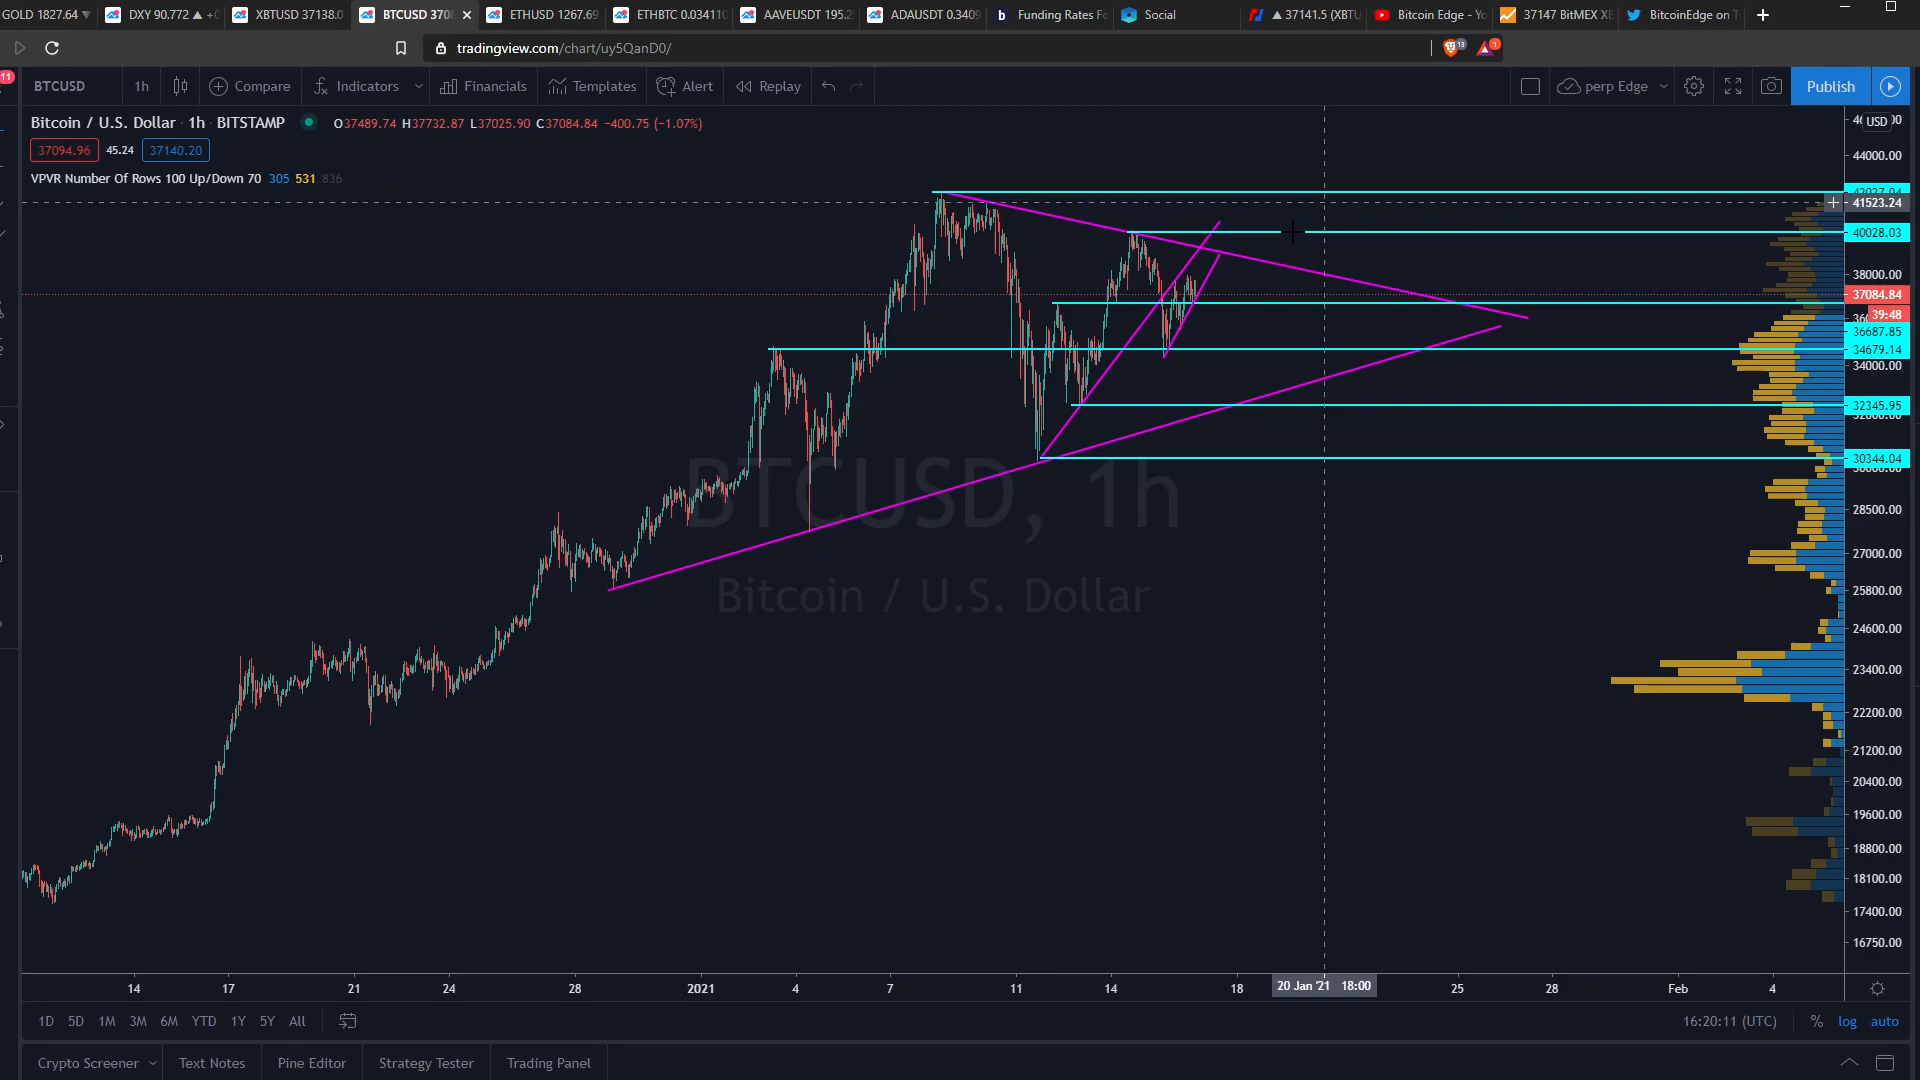 GOLD 1827.64 DXY 90.772 XBTUSD 37138.0 BTCUSD 3708 ETHUSD 1267.69 ETHBTC 0.034110 AAVEUSDT 195.2 ADAUSDT 0.3409 Funding Rates Fo Social 37141.5 (XBTU Bitcoin Edge - Yo 37147 BitMEX XB BitcoinEdge on T
tradingview.com/chart/uy5QanD0/ 13 1
11 BTCUSD 1h Compare Indicators Financials Templates Alert Replay perp Edge Publish
Bitcoin / U.S. Dollar · 1h · BITSTAMP O37489.74 H37732.87 L37025.90 C37084.84 −400.75 (−1.07%)
USD
37094.96 45.24 37140.20
44000.00
VPVR Number Of Rows 100 Up/Down 70 305 531 836
41523.24
40028.03
38000.00
37084.84
39:48
36687.85
34679.14
34000.00
32345.95
30344.04
BTCUSD, 1h
28500.00
27000.00
Bitcoin / U.S. Dollar
25800.00
24600.00
23400.00
22200.00
21200.00
20400.00
19600.00
18800.00
18100.00
17400.00
16750.00
14 17 21 24 28 2021 4 7 11 14 18 20 Jan '21 18:00 25 28 Feb 4
1D 5D 1M 3M 6M YTD 1Y 5Y All 16:20:11 (UTC) % log auto
Crypto Screener Text Notes Pine Editor Strategy Tester Trading Panel